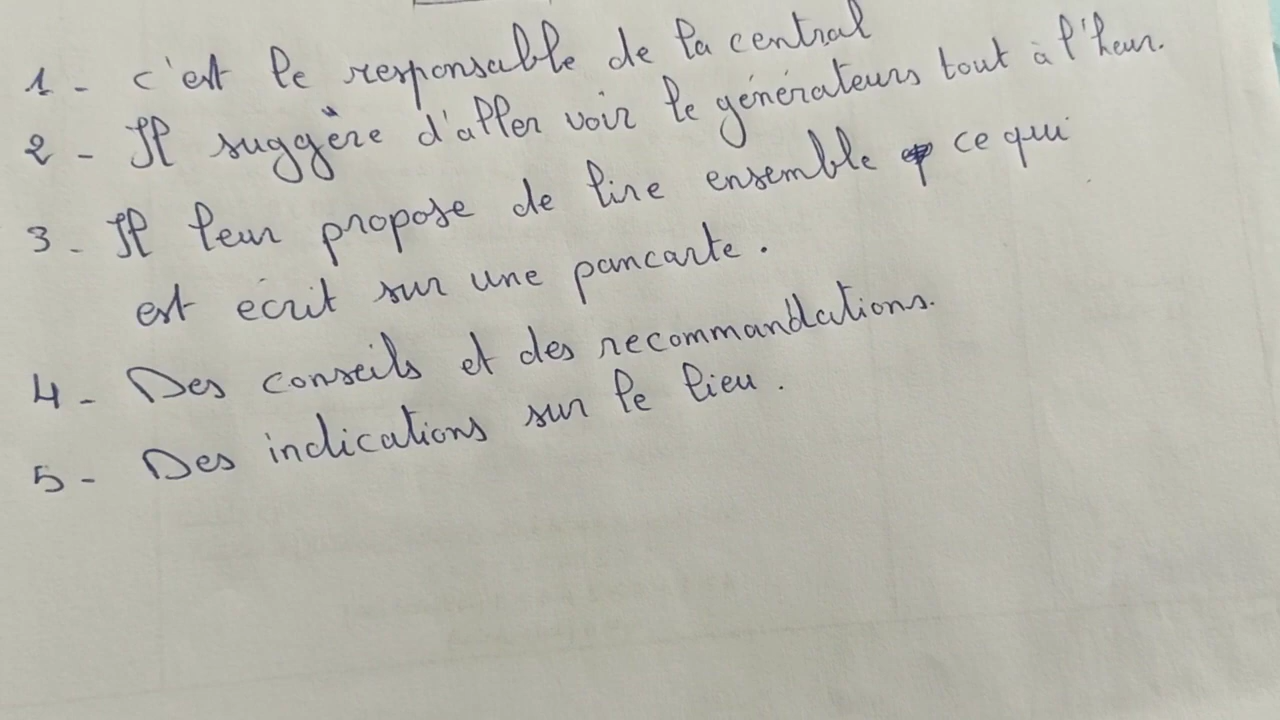 1 - c'est le responsable de la central
2 - Il suggère d'aller voir le générateurs tout à l'heur.
3 - Il leur propose de lire ensemble ce qui
est écrit sur une pancarte.
4 - Des conseils et des recommandations.
5 - Des indications sur le lieu.